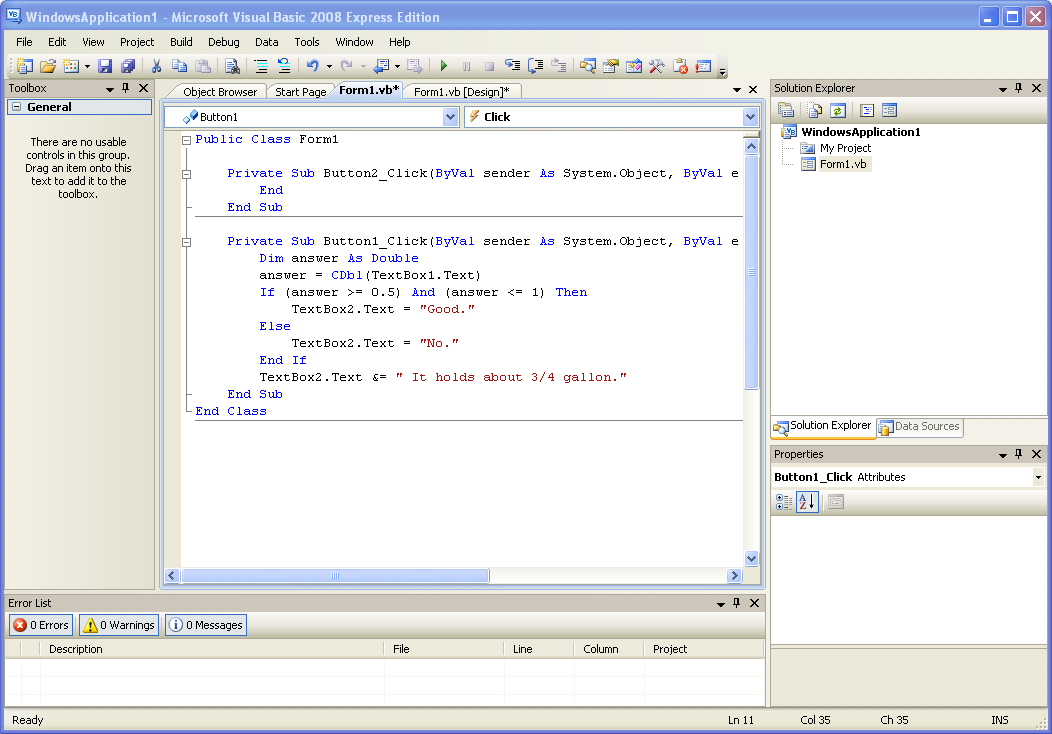 WindowsApplication1 - Microsoft Visual Basic 2008 Express Edition
File Edit View Project Build Debug Data Tools Window Help
Toolbox
General
There are no usable
controls in this group.
Drag an item onto this
text to add it to the
toolbox.
Object Browser Start Page Form1.vb* Form1.vb [Design]*
Button1 Click
Public Class Form1
Private Sub Button2_Click(ByVal sender As System.Object, ByVal e
End
End Sub
Private Sub Button1_Click(ByVal sender As System.Object, ByVal e
Dim answer As Double
answer = CDbl(TextBox1.Text)
If (answer >= 0.5) And (answer <= 1) Then
TextBox2.Text = "Good."
Else
TextBox2.Text = "No."
End If
TextBox2.Text &= " It holds about 3/4 gallon."
End Sub
End Class
Solution Explorer
WindowsApplication1
My Project
Form1.vb
Solution Explorer Data Sources
Properties
Button1_Click Attributes
Error List
0 Errors 0 Warnings 0 Messages
Description File Line Column Project
Ready Ln 11 Col 35 Ch 35 INS